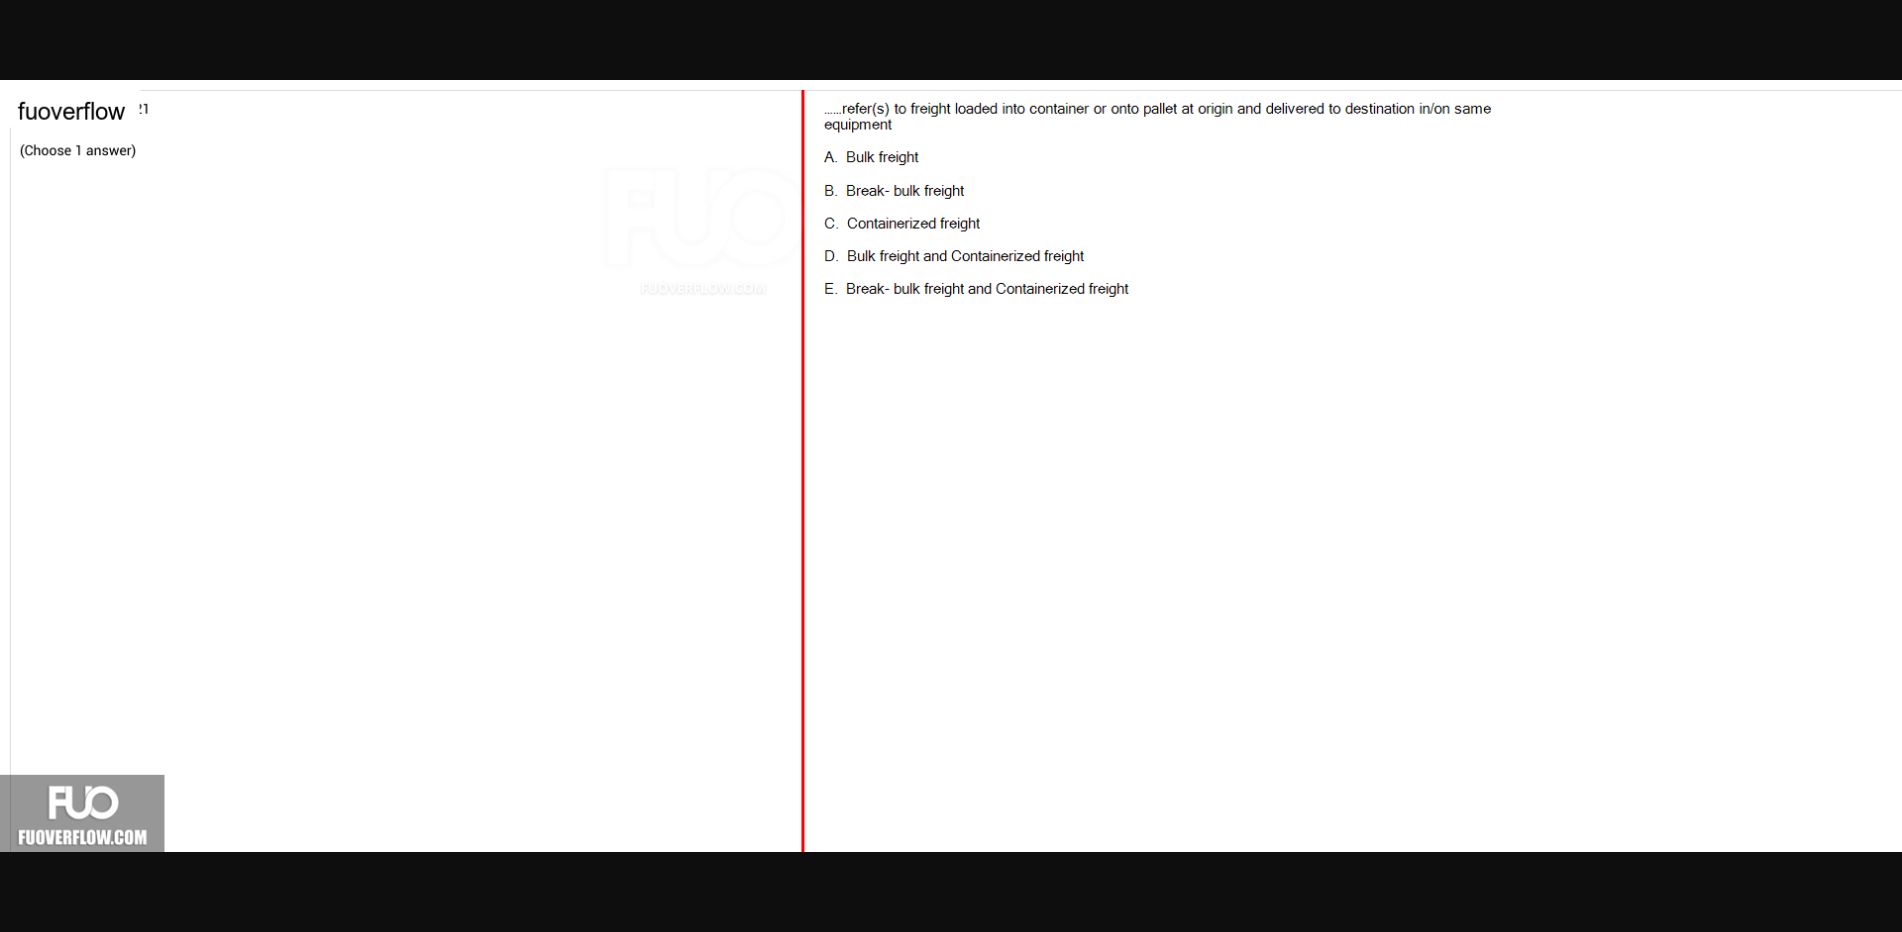 fuoverflow 21
(Choose 1 answer)
FUO
FUOVERFLOW.COM
......refer(s) to freight loaded into container or onto pallet at origin and delivered to destination in/on same
equipment
A. Bulk freight
B. Break- bulk freight
C. Containerized freight
D. Bulk freight and Containerized freight
E. Break- bulk freight and Containerized freight
FUO
FUOVERFLOW.COM